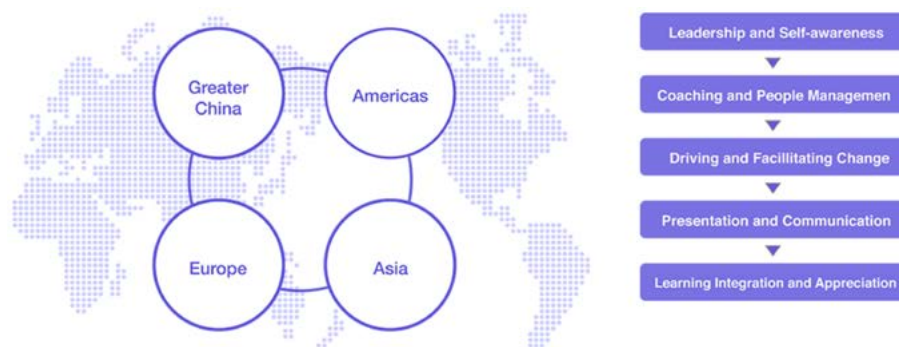 Greater
China
Americas
Europe
Asia
Leadership and Self-awareness
Coaching and People Managemen
Driving and Facillitating Change
Presentation and Communication
Learning Integration and Appreciation